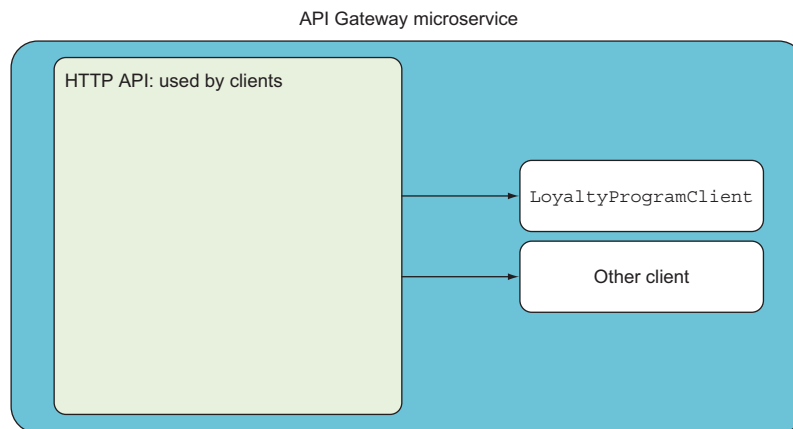 API Gateway microservice
HTTP API: used by clients
LoyaltyProgramClient
Other client